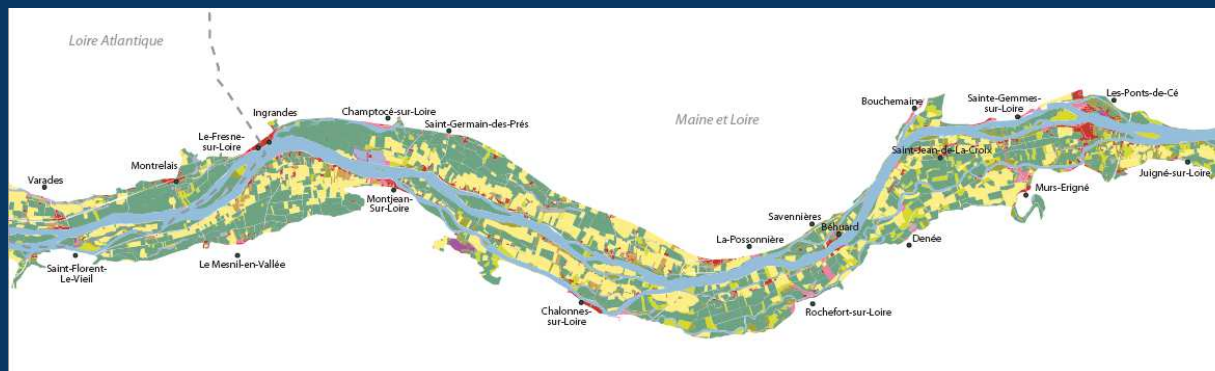 Loire Atlantique
Maine et Loire
Varades
Montrelais
Le-Fresne-
sur-Loire
Ingrandes
Champtocé-sur-Loire
Saint-Germain-des-Prés
Saint-Florent-
Le-Vieil
Le Mesnil-en-Vallée
Montjean-
Sur-Loire
Chalonnes-
sur-Loire
La-Possonnière
Savennières
Béhuard
Rochefort-sur-Loire
Denée
Bouchemaine
Saint-Jean-de-La-Croix
Sainte-Gemmes-
sur-Loire
Les-Ponts-de-Cé
Murs-Erigné
Juigné-sur-Loire